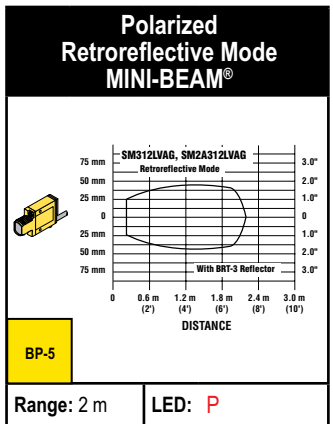 Polarized
Retroreflective Mode
MINI-BEAM®
SM312LVAG, SM2A312LVAG
Retroreflective Mode
75 mm 3.0"
50 mm 2.0"
25 mm 1.0"
0 0
25 mm 1.0"
50 mm 2.0"
75 mm 3.0"
With BRT-3 Reflector
0 0.6 m 1.2 m 1.8 m 2.4 m 3.0 m
(2') (4') (6') (8') (10')
DISTANCE
BP-5
Range: 2 m LED: P